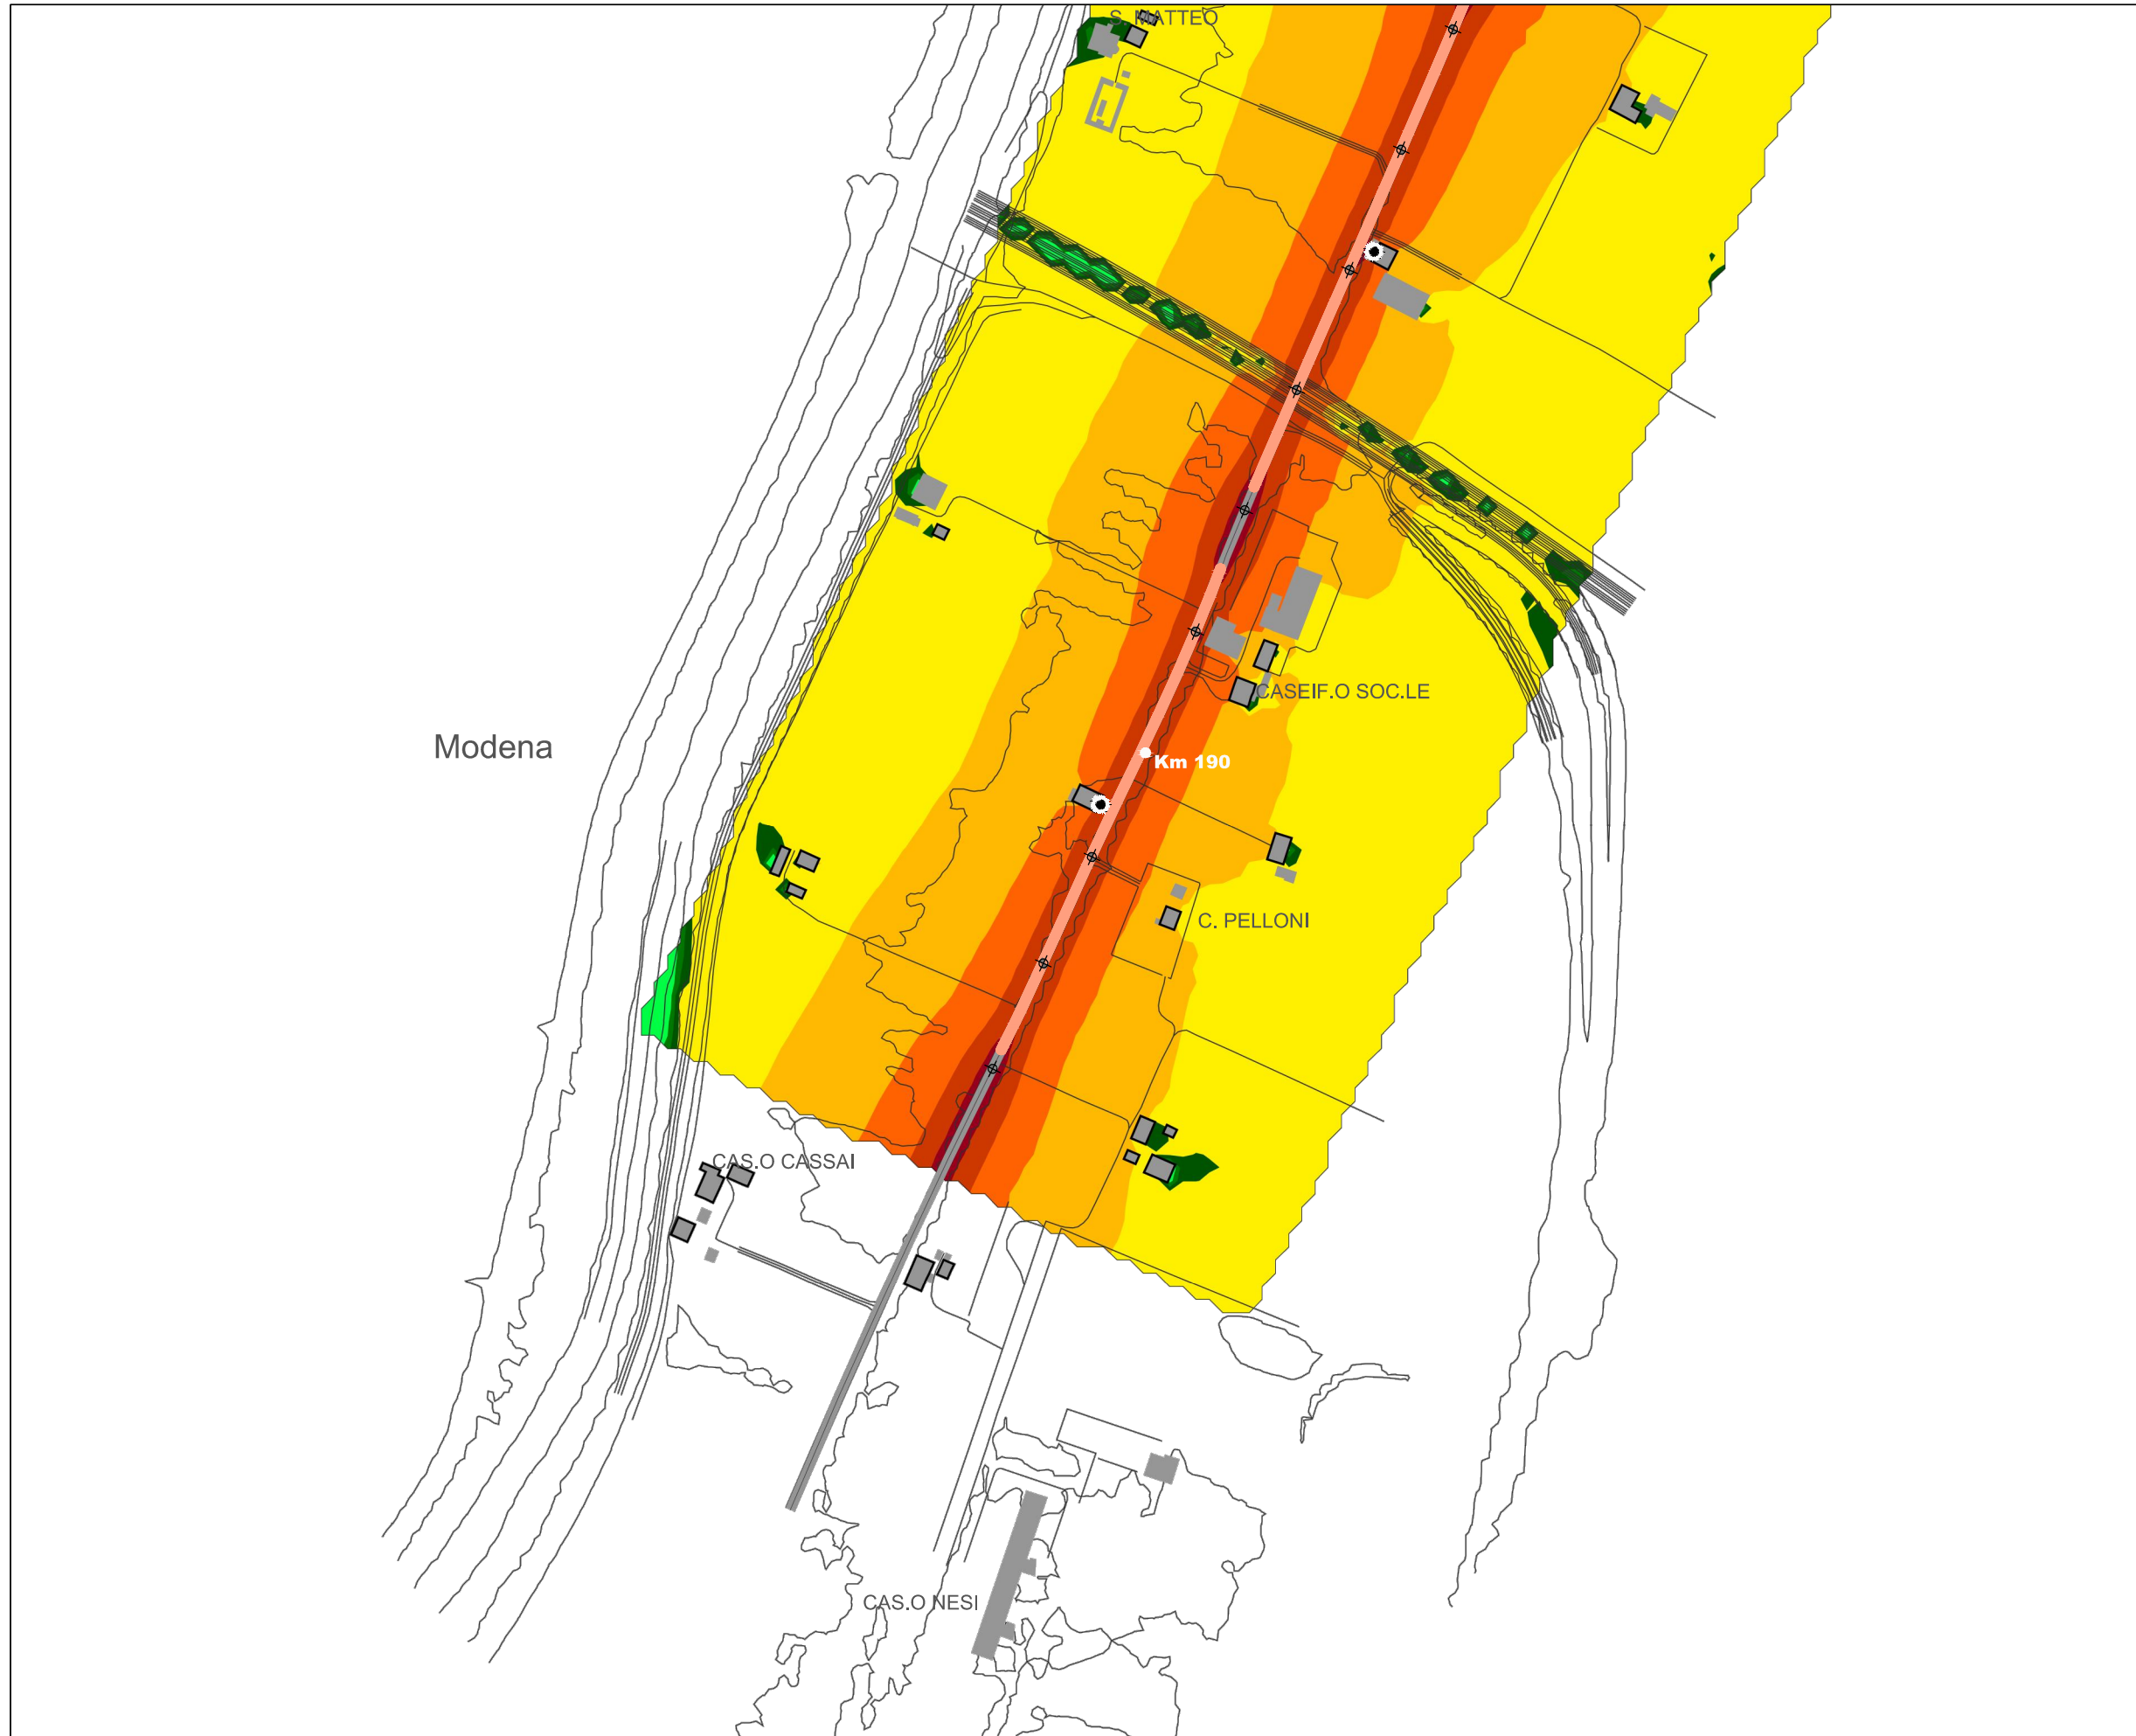 S. MATTEO
CASEIF.O SOC.LE
Modena
Km 190
C. PELLONI
CAS.O CASSAI
CAS.O NESI